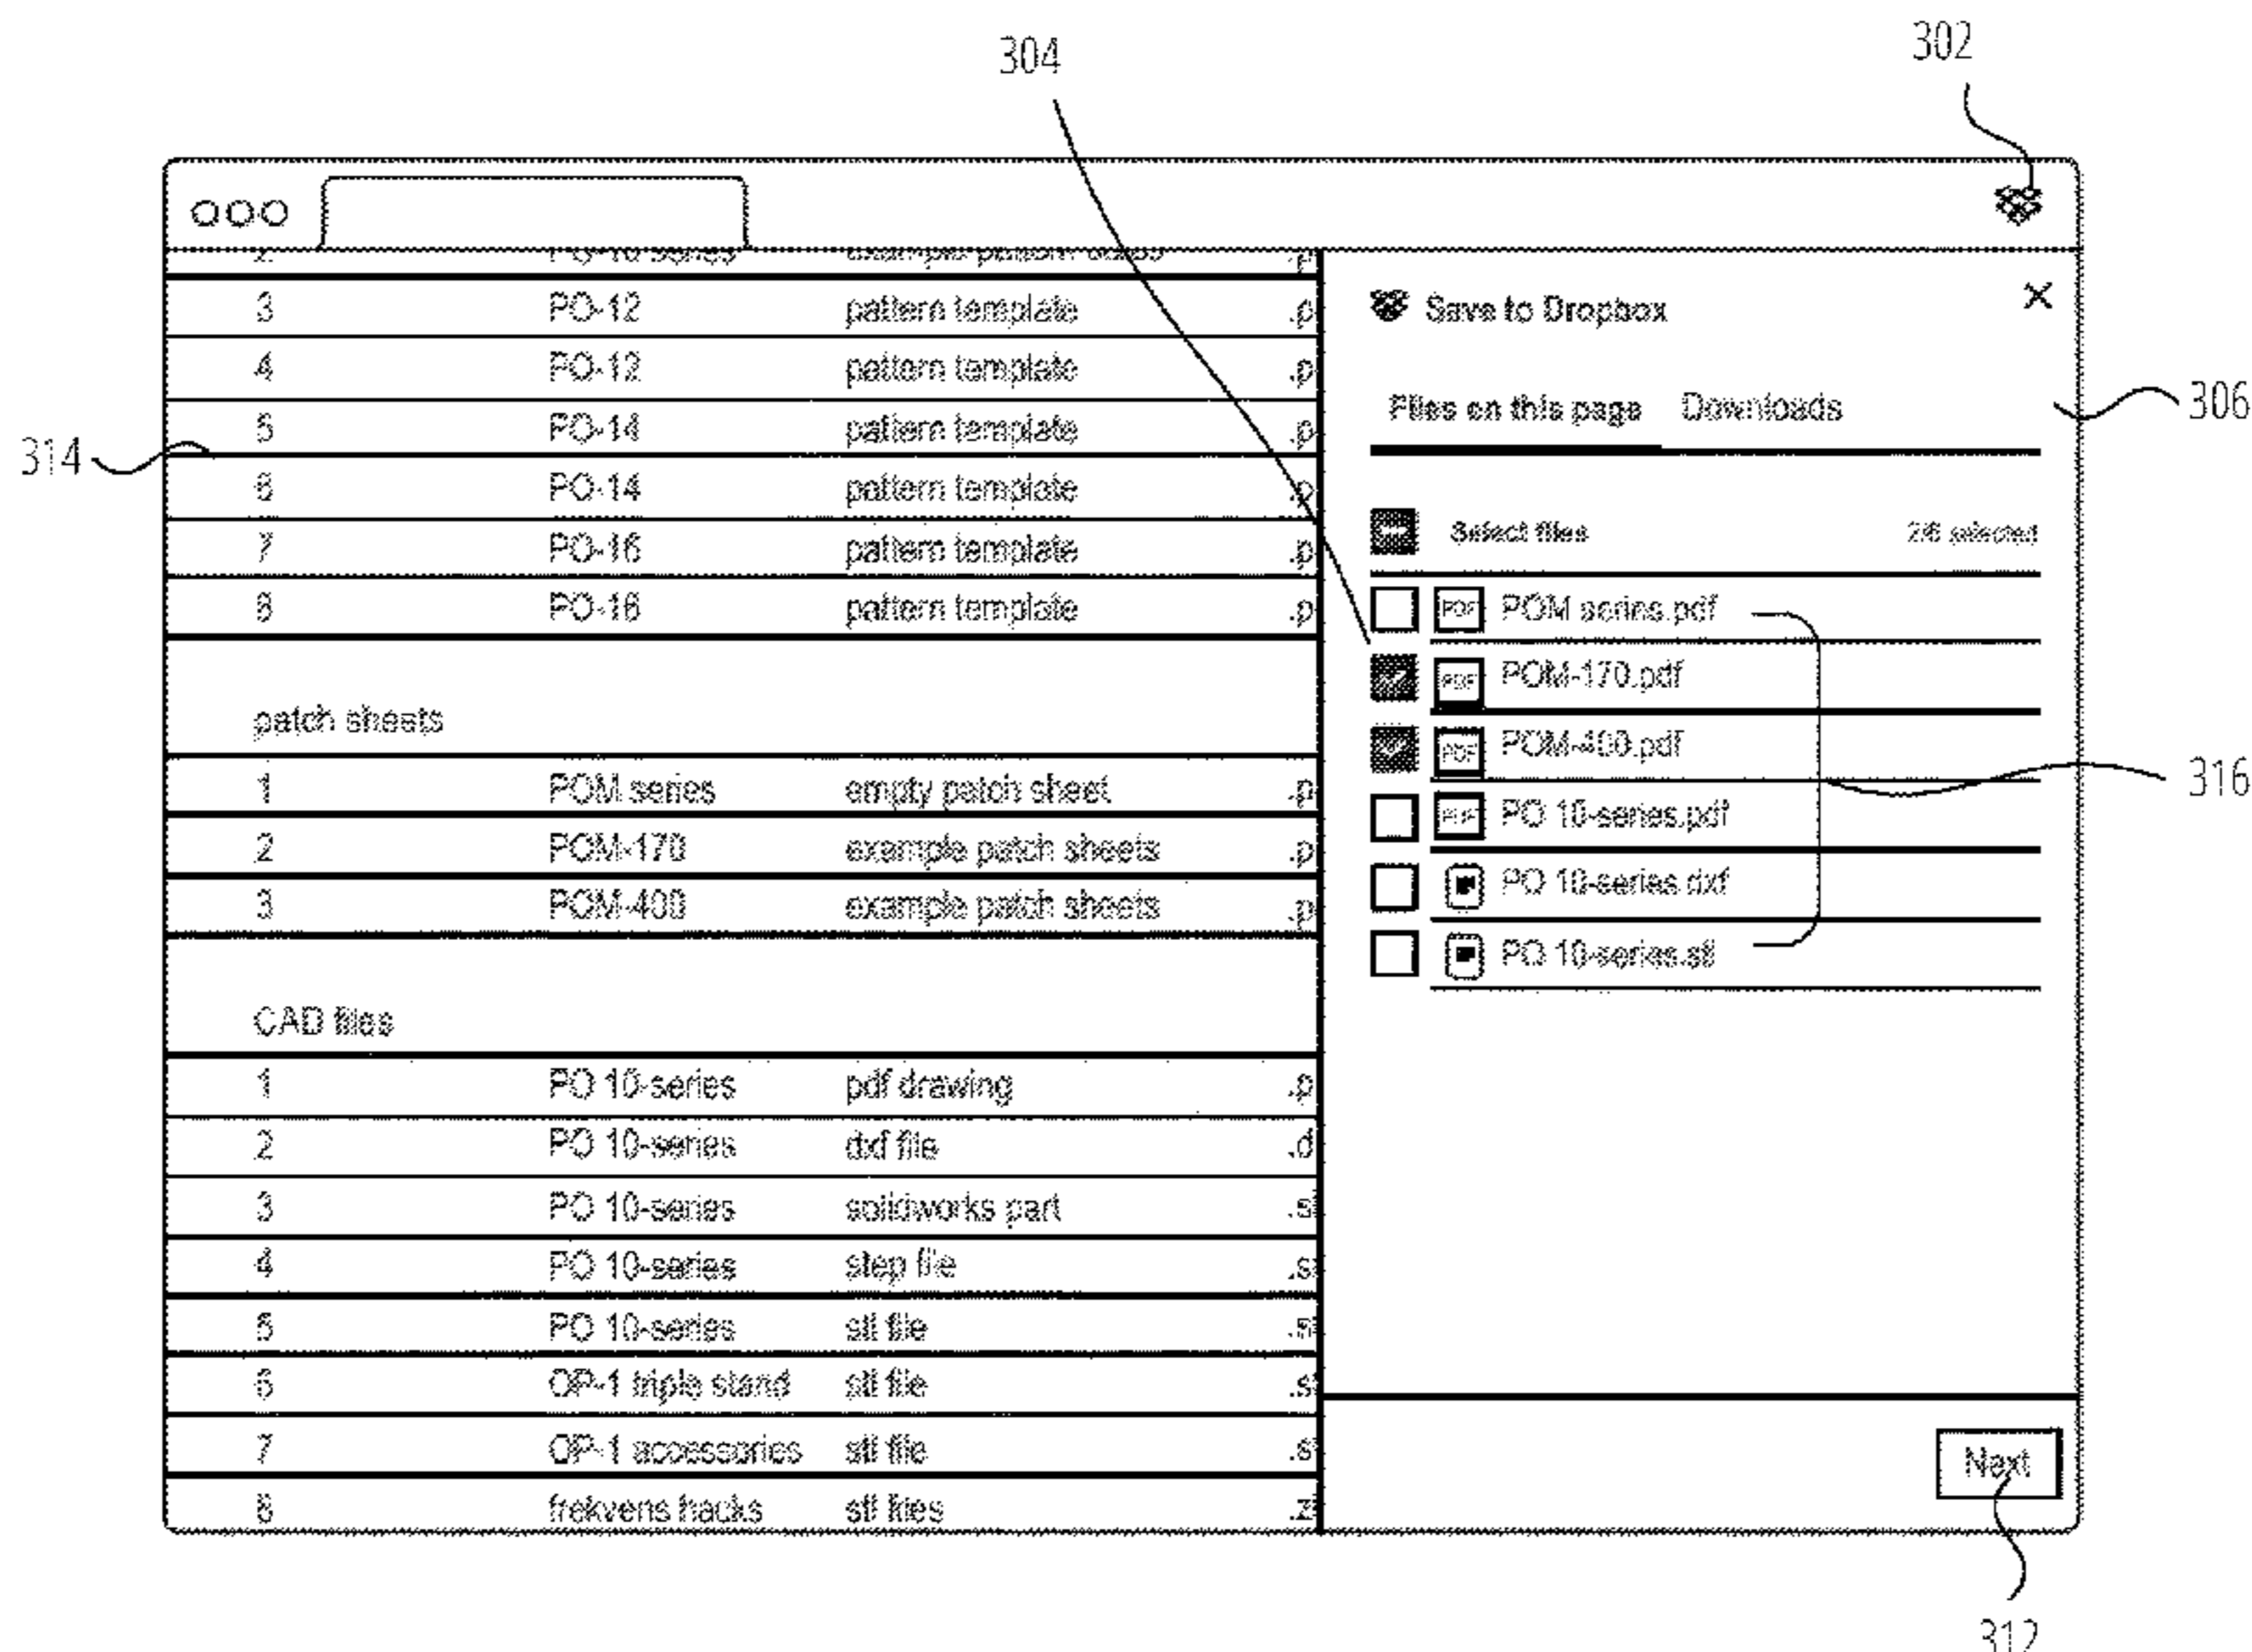 304
302
3 PO-12 pattern template .p
Save to Dropbox
4 PO-12 pattern template .p
306
Files on this page Downloads
5 PO-14 pattern template .p
314
6 PO-14 pattern template .p
Select files 2/6 selected
7 PO-16 pattern template .p
8 PO-16 pattern template .p
PDF POM series.pdf
PDF POM-170.pdf
patch sheets
PDF POM-400.pdf
316
1 POM series empty patch sheet .p
PDF PO 10-series.pdf
2 POM-170 example patch sheets .p
PO 10-series.dxf
3 POM-400 example patch sheets .p
PO 10-series.stl
CAD files
1 PO 10-series pdf drawing .p
2 PO 10-series dxf file .d
3 PO 10-series solidworks part .s
4 PO 10-series step file .s
5 PO 10-series stl file .s
6 OP-1 triple stand stl file .s
7 OP-1 accessories stl file .s
Next
8 frekvens hacks stl files .z
312